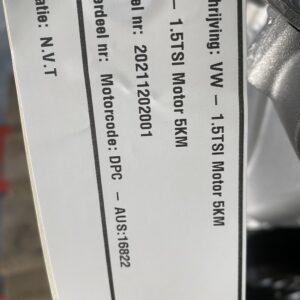 chrijving: VW – 1.5TSI Motor 5KM
– 1.5TSI Motor 5KM
el nr: 20211202001
erdeel nr: Motorcode: DPC – AUS:16822
atie: N.V.T